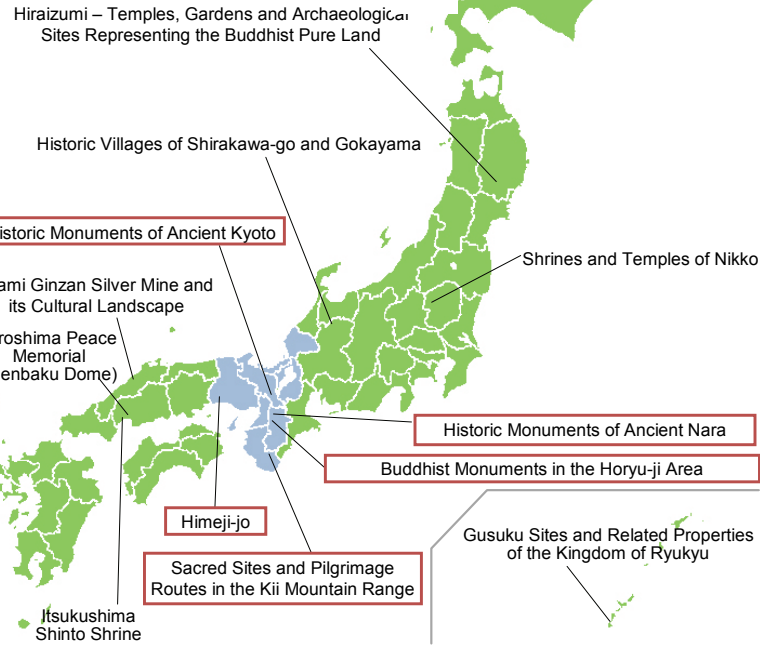 Hiraizumi – Temples, Gardens and Archaeological
Sites Representing the Buddhist Pure Land
Historic Villages of Shirakawa-go and Gokayama
istoric Monuments of Ancient Kyoto
Shrines and Temples of Nikko
ami Ginzan Silver Mine and
its Cultural Landscape
roshima Peace
Memorial
enbaku Dome)
Historic Monuments of Ancient Nara
Buddhist Monuments in the Horyu-ji Area
Himeji-jo
Sacred Sites and Pilgrimage
Routes in the Kii Mountain Range
Gusuku Sites and Related Properties
of the Kingdom of Ryukyu
Itsukushima
Shinto Shrine